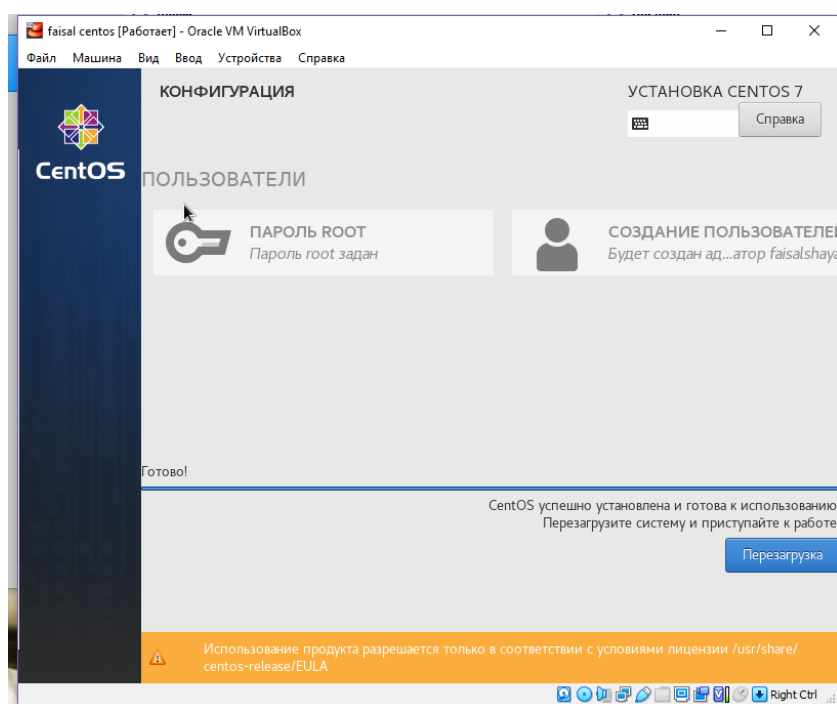 faisal centos [Работает] - Oracle VM VirtualBox
Файл Машина Вид Ввод Устройства Справка
КОНФИГУРАЦИЯ
УСТАНОВКА CENTOS 7
Справка
CentOS
ПОЛЬЗОВАТЕЛИ
ПАРОЛЬ ROOT
Пароль root задан
СОЗДАНИЕ ПОЛЬЗОВАТЕЛЕ
Будет создан ад...атор faisalshaya
Готово!
CentOS успешно установлена и готова к использованию
Перезагрузите систему и приступайте к работе
Перезагрузка
Использование продукта разрешается только в соответствии с условиями лицензии /usr/share/
centos-release/EULA
Right Ctrl